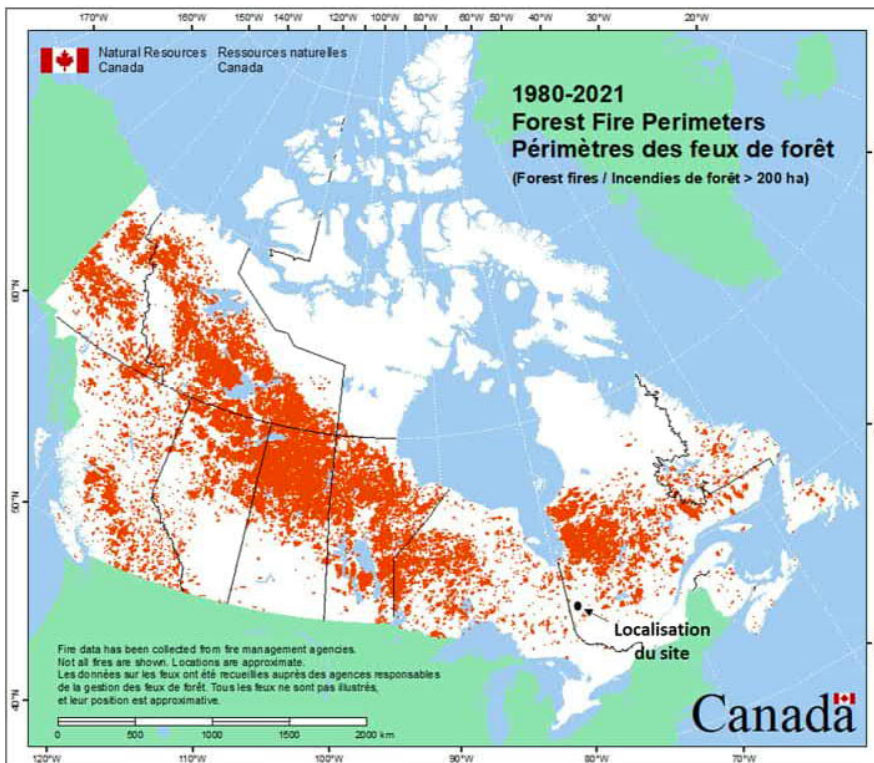 170°W 160°W 150°W 140°W 130°W 120°W 110°W 100°W 90°W 80°W 70°W 60°W 50°W 40°W 30°W 20°W
Natural Resources Ressources naturelles
Canada Canada
1980-2021
Forest Fire Perimeters
Périmètres des feux de forêt
(Forest fires / Incendies de forêt > 200 ha)
60°N
50°N
40°N
Localisation
du site
Fire data has been collected from fire management agencies.
Not all fires are shown. Locations are approximate.
Les données sur les feux ont été recueillies auprès des agences responsables
de la gestion des feux de forêt. Tous les feux ne sont pas illustrés,
et leur position est approximative.
0 500 1000 1500 2000 km
Canada
120°W 110°W 100°W 90°W 80°W 70°W